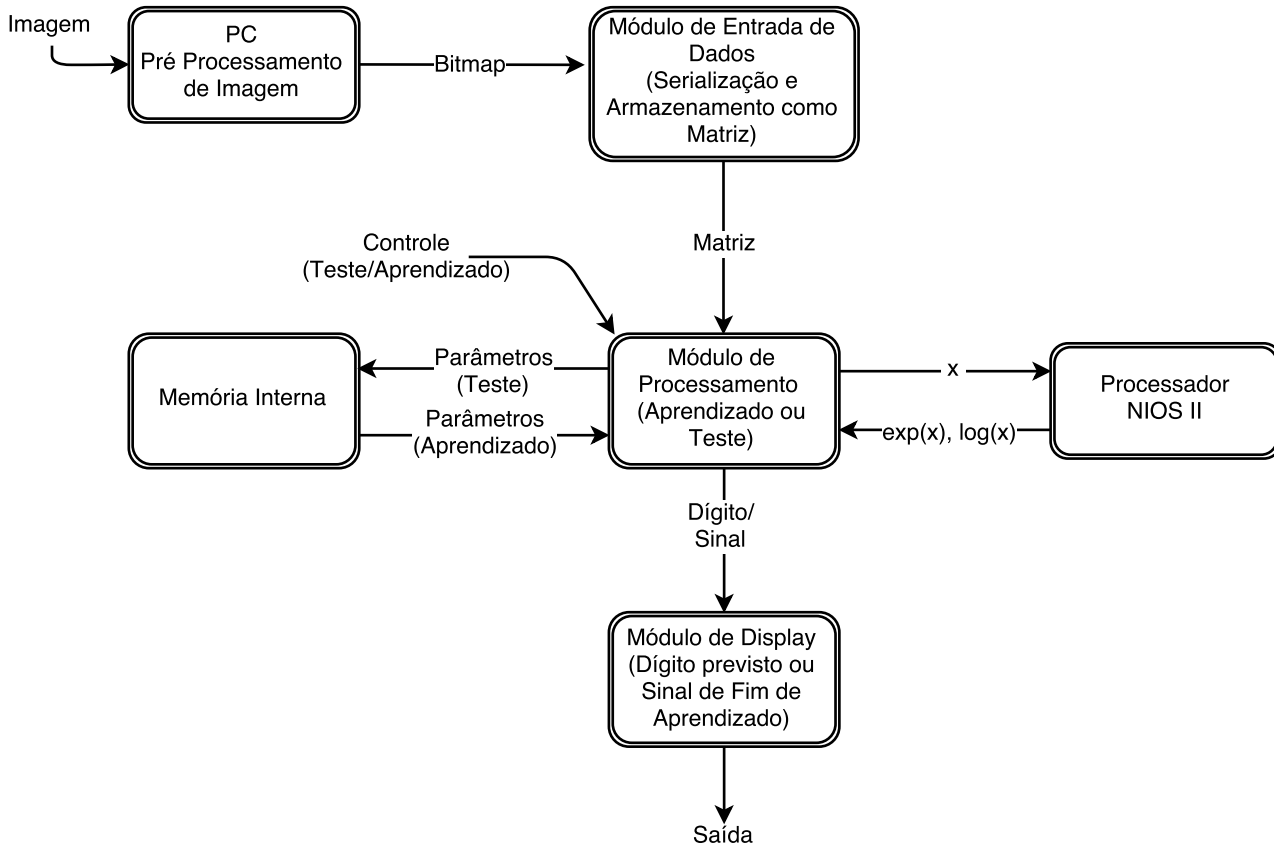 Imagem
PC
Pré Processamento
de Imagem
Bitmap
Módulo de Entrada de
Dados
(Serialização e
Armazenamento como
Matriz)
Matriz
Controle
(Teste/Aprendizado)
Memória Interna
Parâmetros
(Teste)
Parâmetros
(Aprendizado)
Módulo de
Processamento
(Aprendizado ou
Teste)
x
exp(x), log(x)
Processador
NIOS II
Dígito/
Sinal
Módulo de Display
(Dígito previsto ou
Sinal de Fim de
Aprendizado)
Saída